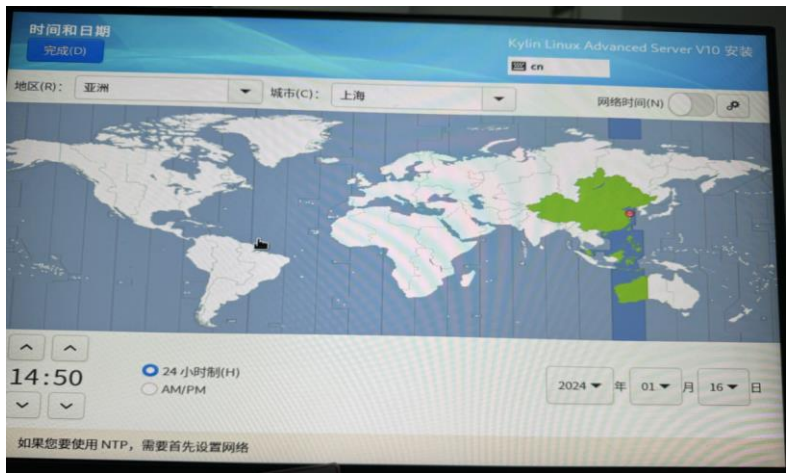 时间和日期
完成(D)
Kylin Linux Advanced Server V10 安装
cn
地区(R): 亚洲 城市(C): 上海 网络时间(N)
14:50
24 小时制(H)
AM/PM
2024 年 01 月 16 日
如果您要使用 NTP，需要首先设置网络